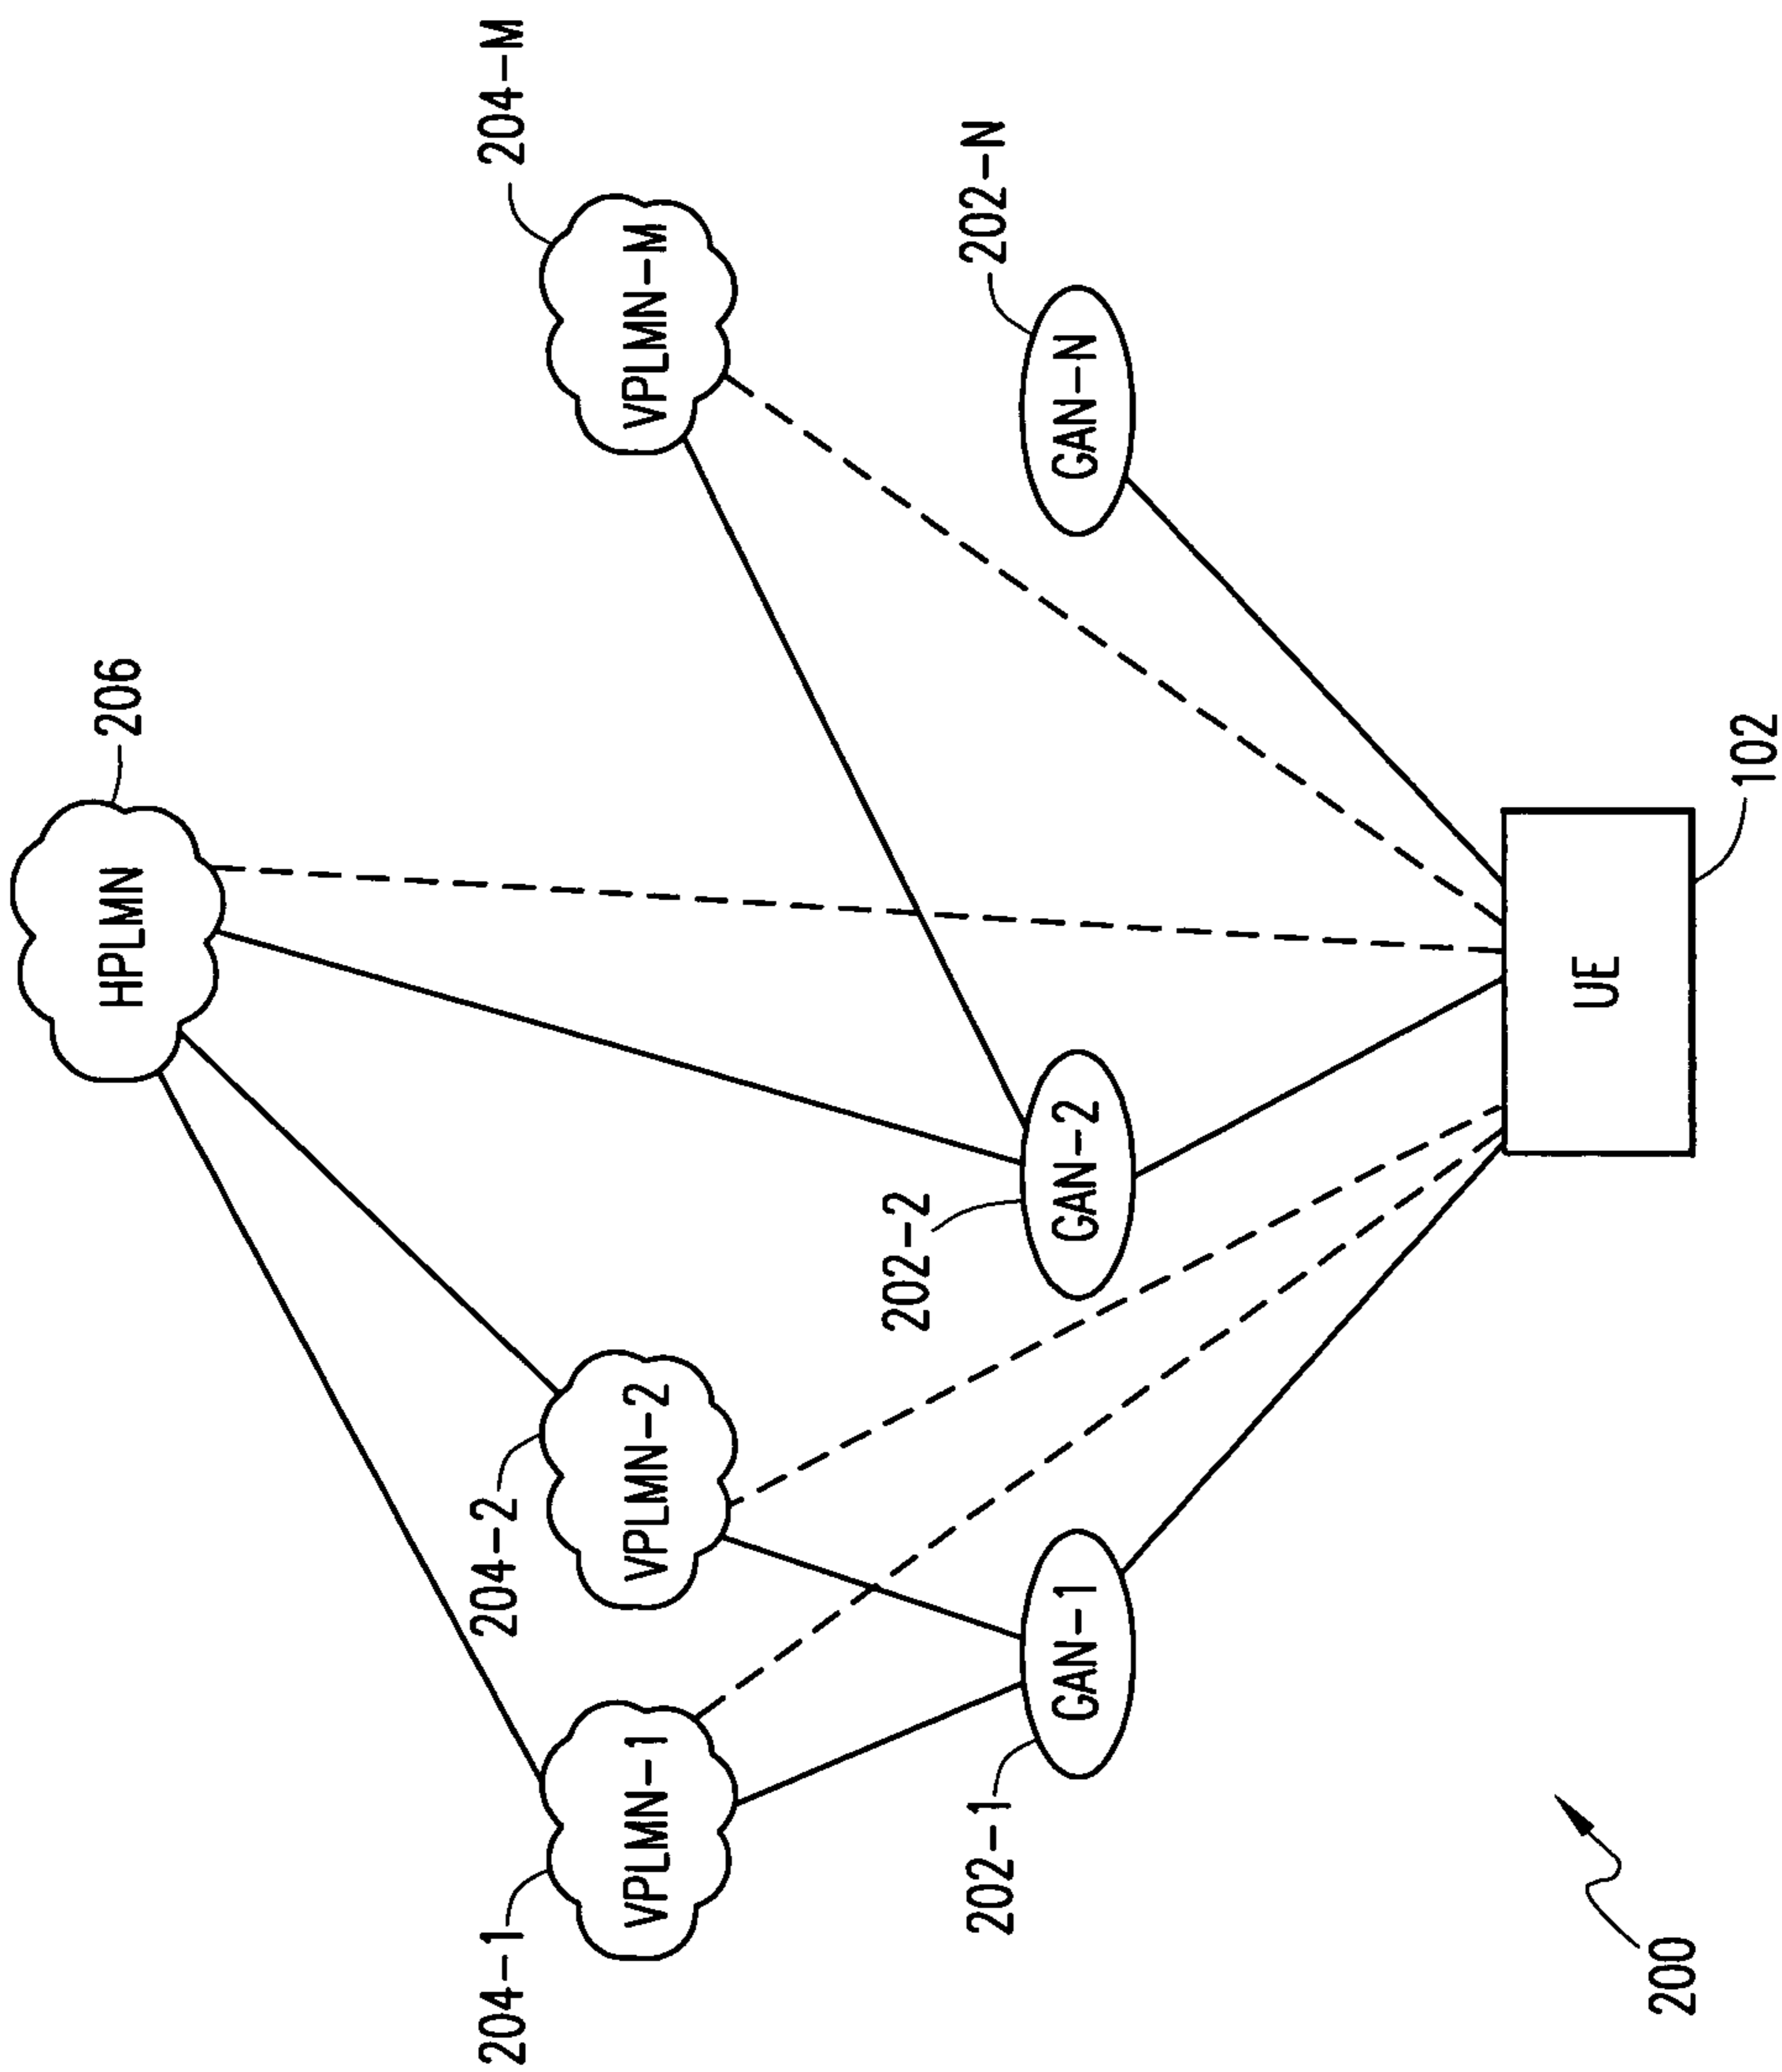 206
HPLMN
204-1
VPLMN-1
204-2
VPLMN-2
204-M
VPLMN-M
202-1
GAN-1
202-2
GAN-2
202-N
GAN-N
UE
102
200